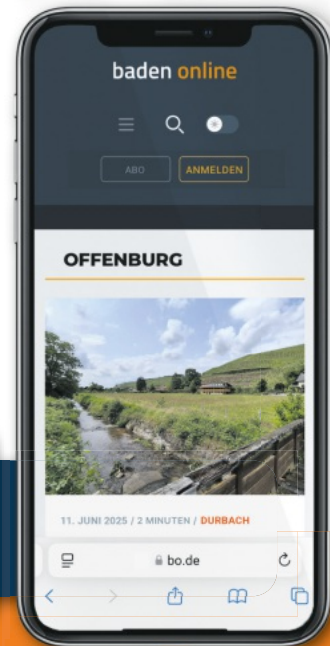 baden online
ABO
ANMELDEN
OFFENBURG
11. JUNI 2025 / 2 MINUTEN / DURBACH
bo.de